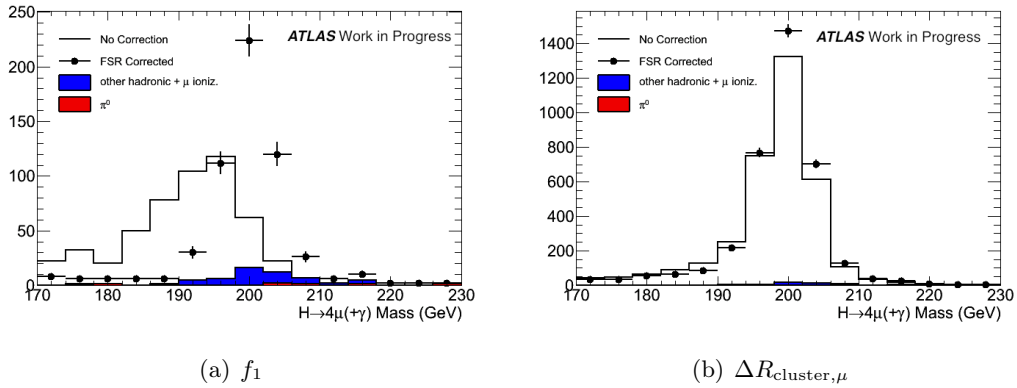 250
200
150
100
50
0
170 180 190 200 210 220 230
H→4μ(+γ) Mass (GeV)
No Correction
FSR Corrected
other hadronic + μ ioniz.
π⁰
ATLAS Work in Progress
(a) f₁
1400
1200
1000
800
600
400
200
0
170 180 190 200 210 220 230
H→4μ(+γ) Mass (GeV)
No Correction
FSR Corrected
other hadronic + μ ioniz.
π⁰
ATLAS Work in Progress
(b) ΔR_cluster,μ